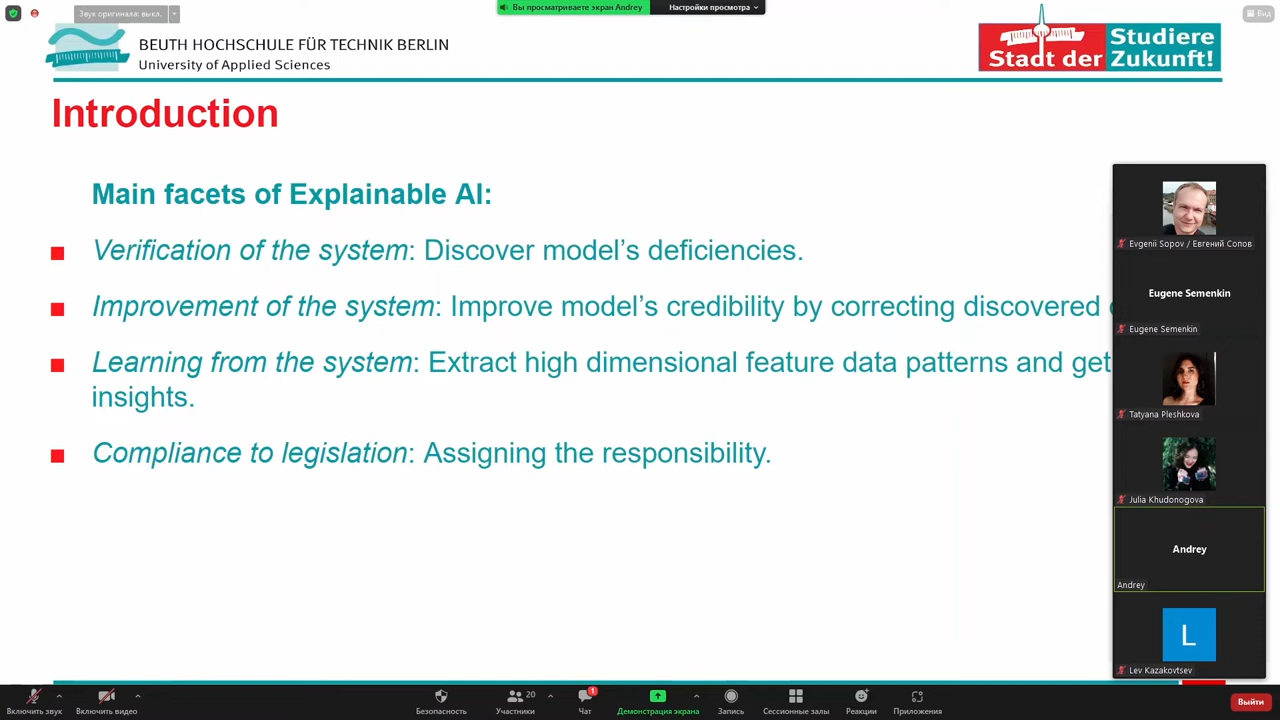 Звук оригинала: выкл.
Вы просматриваете экран Andrey
Настройки просмотра
Вид
BEUTH HOCHSCHULE FÜR TECHNIK BERLIN
University of Applied Sciences
Studiere
Stadt der Zukunft!
Introduction
Main facets of Explainable AI:
Verification of the system: Discover model’s deficiencies.
Improvement of the system: Improve model’s credibility by correcting discovered
Learning from the system: Extract high dimensional feature data patterns and get
insights.
Compliance to legislation: Assigning the responsibility.
Evgenii Sopov / Евгений Сопов
Eugene Semenkin
Eugene Semenkin
Tatyana Pleshkova
Julia Khudonogova
Andrey
Andrey
L
Lev Kazakovtsev
Включить звук
Включить видео
Безопасность
20
Участники
1
Чат
Демонстрация экрана
Запись
Сессионные залы
Реакции
Приложения
Выйти